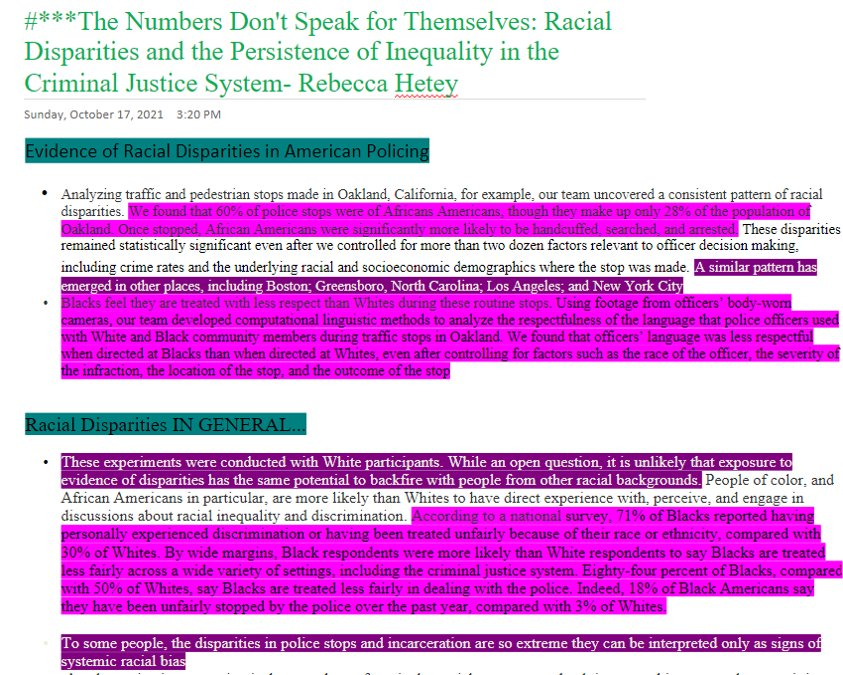 #***The Numbers Don't Speak for Themselves: Racial
Disparities and the Persistence of Inequality in the
Criminal Justice System- Rebecca Hetey
Sunday, October 17, 2021 3:20 PM
Evidence of Racial Disparities in American Policing
• Analyzing traffic and pedestrian stops made in Oakland, California, for example, our team uncovered a consistent pattern of racial
disparities. We found that 60% of police stops were of Africans Americans, though they make up only 28% of the population of
Oakland. Once stopped, African Americans were significantly more likely to be handcuffed, searched, and arrested. These disparities
remained statistically significant even after we controlled for more than two dozen factors relevant to officer decision making,
including crime rates and the underlying racial and socioeconomic demographics where the stop was made. A similar pattern has
emerged in other places, including Boston; Greensboro, North Carolina; Los Angeles; and New York City
• Blacks feel they are treated with less respect than Whites during these routine stops. Using footage from officers' body-worn
cameras, our team developed computational linguistic methods to analyze the respectfulness of the language that police officers used
with White and Black community members during traffic stops in Oakland. We found that officers' language was less respectful
when directed at Blacks than when directed at Whites, even after controlling for factors such as the race of the officer, the severity of
the infraction, the location of the stop, and the outcome of the stop
Racial Disparities IN GENERAL...
• These experiments were conducted with White participants. While an open question, it is unlikely that exposure to
evidence of disparities has the same potential to backfire with people from other racial backgrounds. People of color, and
African Americans in particular, are more likely than Whites to have direct experience with, perceive, and engage in
discussions about racial inequality and discrimination. According to a national survey, 71% of Blacks reported having
personally experienced discrimination or having been treated unfairly because of their race or ethnicity, compared with
30% of Whites. By wide margins, Black respondents were more likely than White respondents to say Blacks are treated
less fairly across a wide variety of settings, including the criminal justice system. Eighty-four percent of Blacks, compared
with 50% of Whites, say Blacks are treated less fairly in dealing with the police. Indeed, 18% of Black Americans say
they have been unfairly stopped by the police over the past year, compared with 3% of Whites.
• To some people, the disparities in police stops and incarceration are so extreme they can be interpreted only as signs of
systemic racial bias